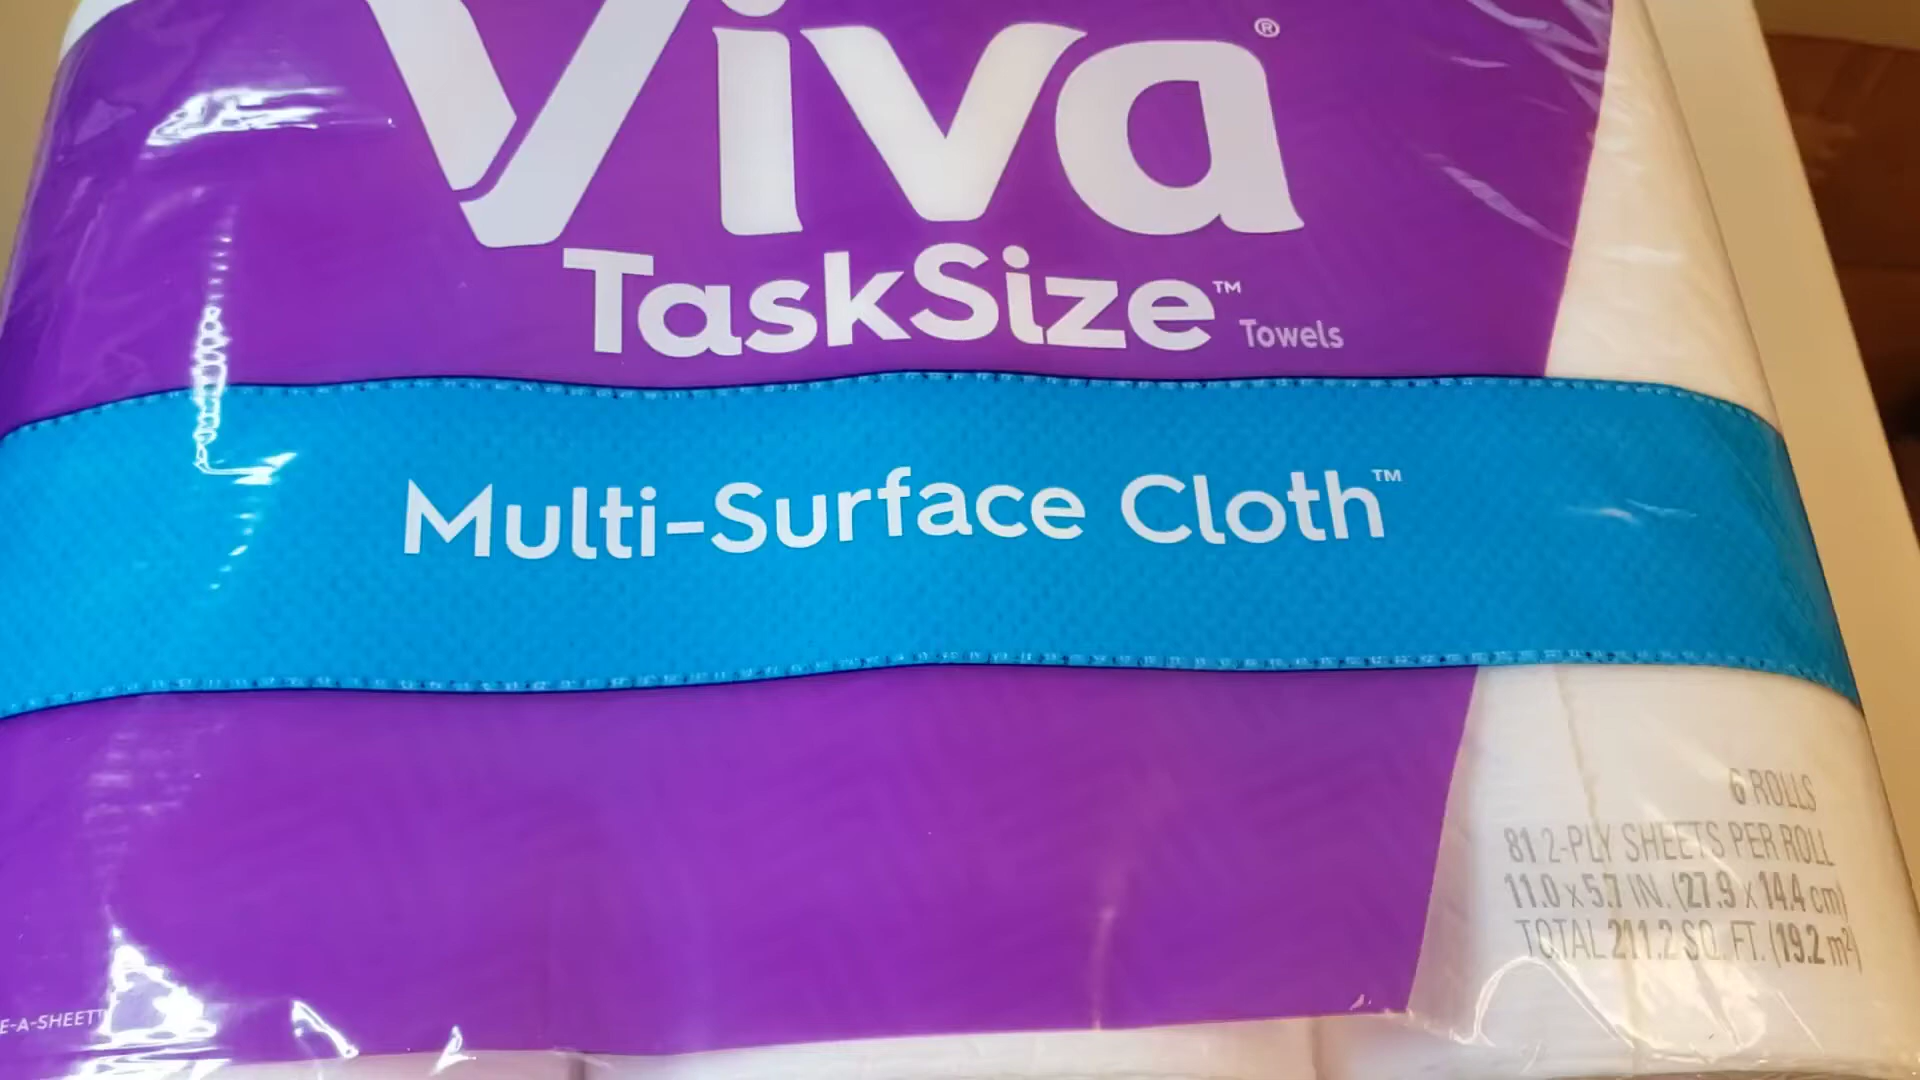 Viva®
TaskSize™ Towels
Multi-Surface Cloth™
6 ROLLS
81 2-PLY SHEETS PER ROLL
11.0 x 5.7 IN. (27.9 x 14.4 cm)
TOTAL 211.2 SQ. FT. (19.2 m²)
E-A-SHEET